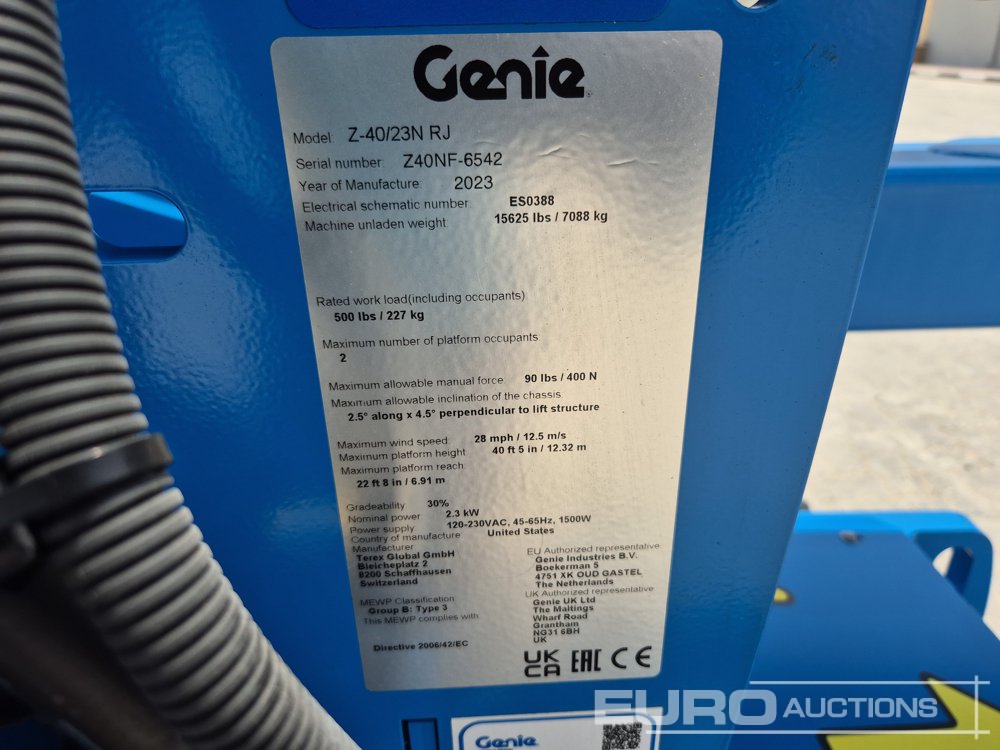 Genie
Model: Z-40/23N RJ
Serial number: Z40NF-6542
Year of Manufacture: 2023
Electrical schematic number: ES0388
Machine unladen weight: 15625 lbs / 7088 kg
Rated work load(including occupants)
500 lbs / 227 kg
Maximum number of platform occupants:
2
Maximum allowable manual force: 90 lbs / 400 N
Maximum allowable inclination of the chassis:
2.5° along x 4.5° perpendicular to lift structure
Maximum wind speed: 28 mph / 12.5 m/s
Maximum platform height: 40 ft 5 in / 12.32 m
Maximum platform reach:
22 ft 8 in / 6.91 m
Gradeability: 30%
Nominal power: 2.3 kW
Power supply: 120-230VAC, 45-65Hz, 1500W
Country of manufacture: United States
Manufacturer:
Terex Global GmbH
Bleicheplatz 2
8200 Schaffhausen
Switzerland
EU Authorized representative:
Genie Industries B.V.
Boekerman 5
4751 XK OUD GASTEL
The Netherlands
UK Authorized representative:
Genie UK Ltd
The Maltings
Wharf Road
Grantham
NG31 6BH
UK
MEWP Classification
Group B: Type 3
This MEWP complies with:
Directive 2006/42/EC
UK CA EAC CE
Genie
EURO AUCTIONS